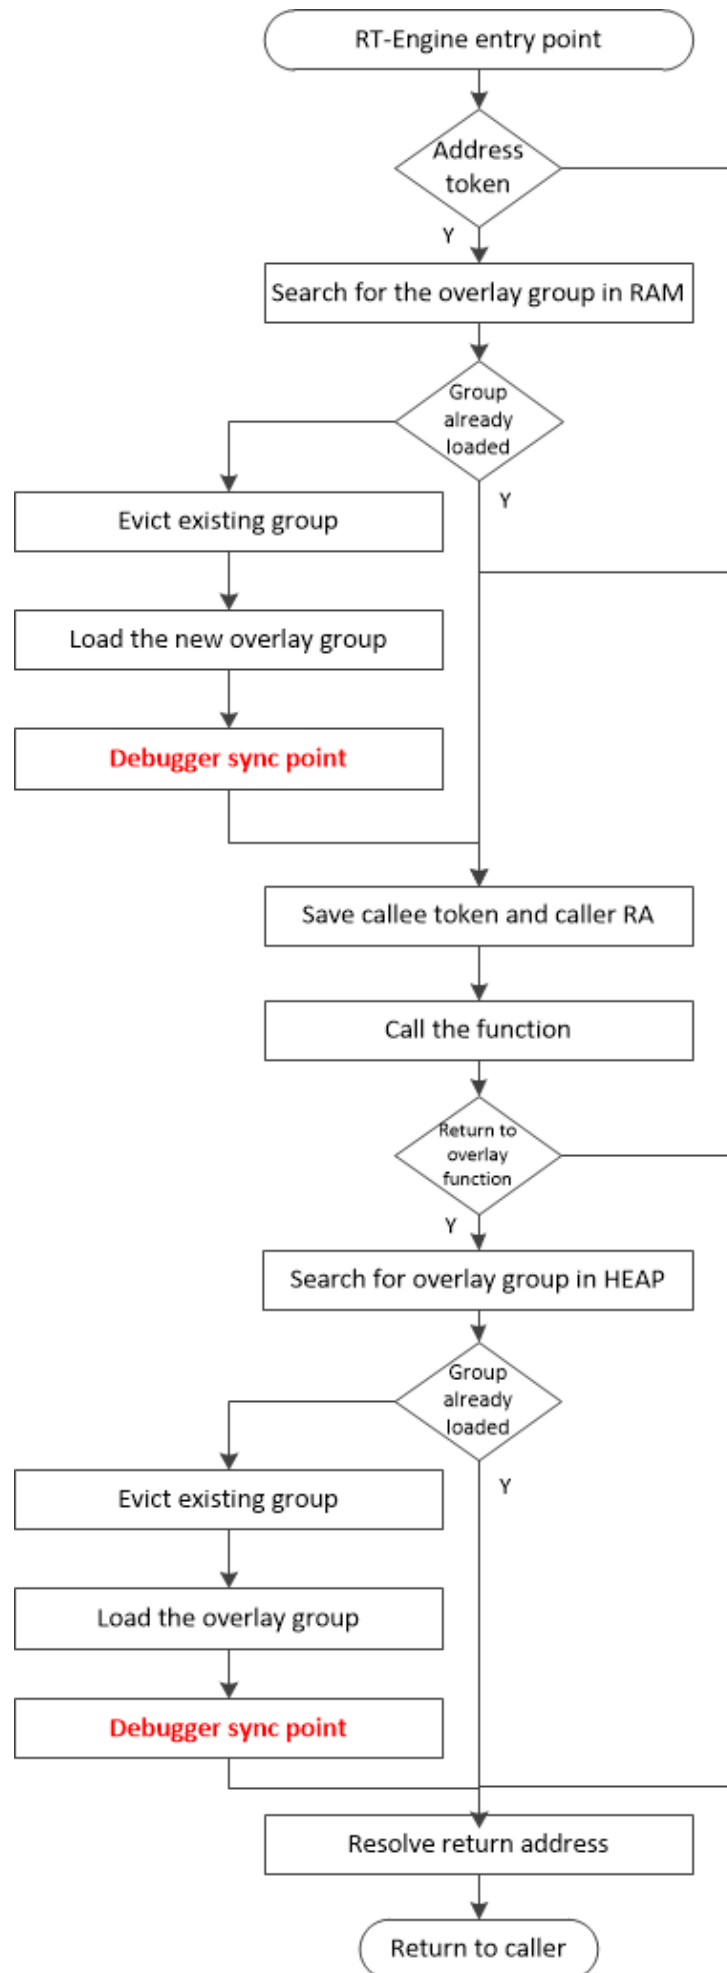 RT-Engine entry point
Address
token
Y
Search for the overlay group in RAM
Group
already
loaded
Y
Evict existing group
Load the new overlay group
Debugger sync point
Save callee token and caller RA
Call the function
Return to
overlay
function
Y
Search for overlay group in HEAP
Group
already
loaded
Y
Evict existing group
Load the overlay group
Debugger sync point
Resolve return address
Return to caller